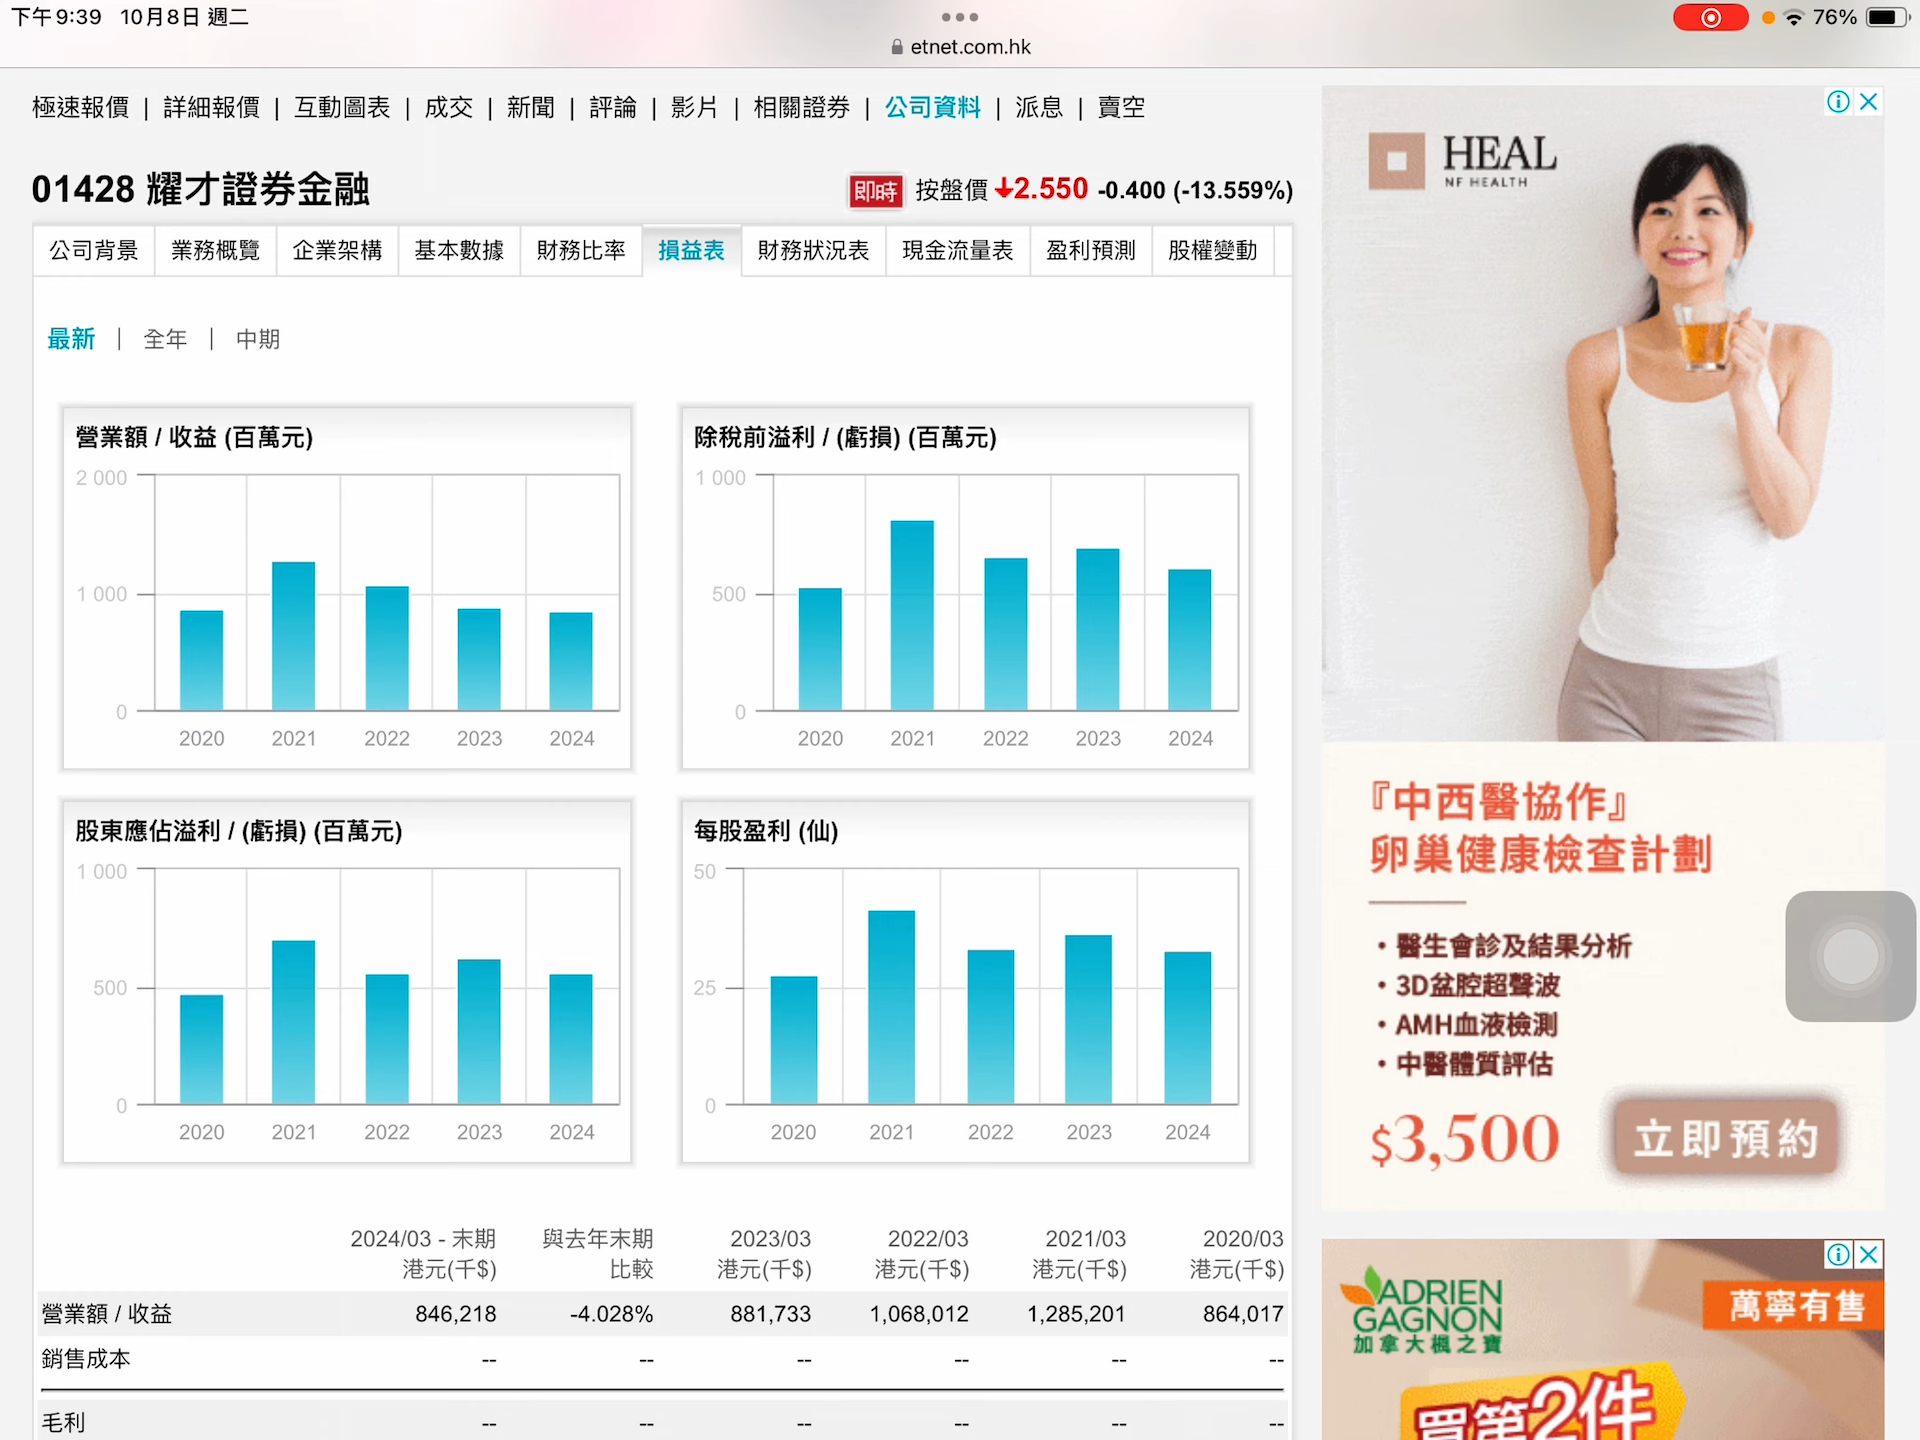 下午9:39 10月8日 週二
76%
etnet.com.hk
極速報價 | 詳細報價 | 互動圖表 | 成交 | 新聞 | 評論 | 影片 | 相關證券 | 公司資料 | 派息 | 賣空
01428 耀才證券金融
即時 按盤價 2.550 -0.400 (-13.559%)
公司背景 業務概覽 企業架構 基本數據 財務比率 損益表 財務狀況表 現金流量表 盈利預測 股權變動
最新 | 全年 | 中期
營業額 / 收益 (百萬元)
2 000
1 000
0
2020 2021 2022 2023 2024
除稅前溢利 / (虧損) (百萬元)
1 000
500
0
2020 2021 2022 2023 2024
股東應佔溢利 / (虧損) (百萬元)
1 000
500
0
2020 2021 2022 2023 2024
每股盈利 (仙)
50
25
0
2020 2021 2022 2023 2024
2024/03 - 末期 與去年末期 2023/03 2022/03 2021/03 2020/03
港元(千$) 比較 港元(千$) 港元(千$) 港元(千$) 港元(千$)
營業額 / 收益 846,218 -4.028% 881,733 1,068,012 1,285,201 864,017
銷售成本 -- -- -- -- -- --
毛利 -- -- -- -- -- --
HEAL
NF HEALTH
『中西醫協作』
卵巢健康檢查計劃
・醫生會診及結果分析
・3D盆腔超聲波
・AMH血液檢測
・中醫體質評估
$3,500 立即預約
ADRIEN
GAGNON
加拿大楓之寶
萬寧有售
買第2件